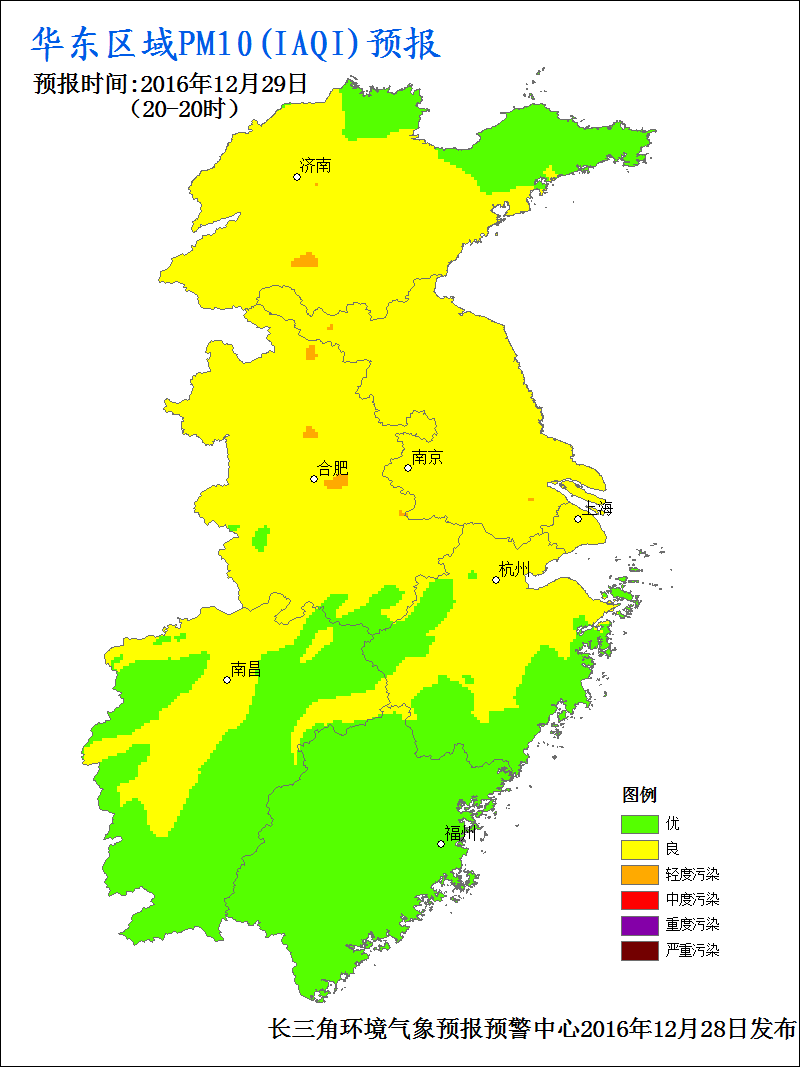 华东区域PM10(IAQI)预报
预报时间:2016年12月29日
(20-20时)
济南
合肥
南京
上海
杭州
南昌
福州
图例
优
良
轻度污染
中度污染
重度污染
严重污染
长三角环境气象预报预警中心2016年12月28日发布